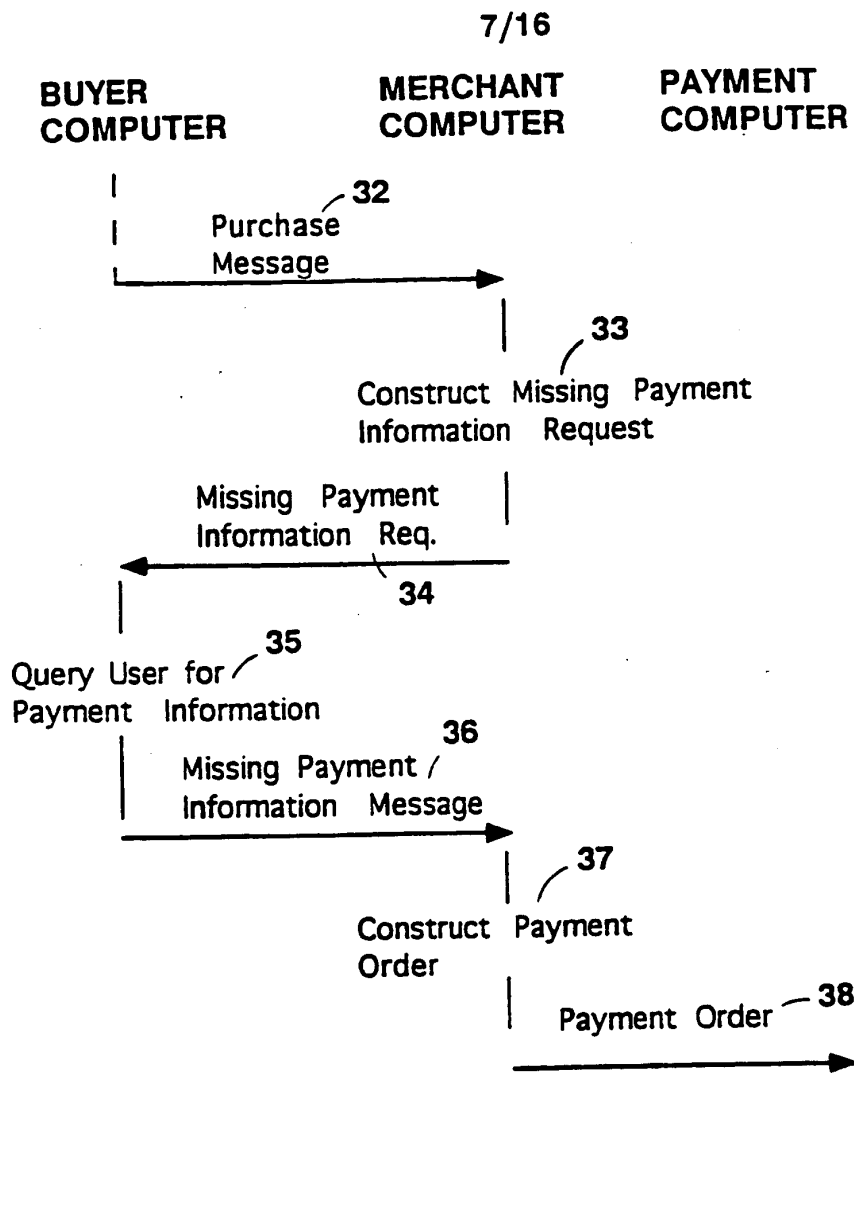 7/16
BUYER
COMPUTER
MERCHANT
COMPUTER
PAYMENT
COMPUTER
32
Purchase
Message
33
Construct Missing Payment
Information Request
Missing Payment
Information Req.
34
35
Query User for
Payment Information
36
Missing Payment
Information Message
37
Construct Payment
Order
38
Payment Order